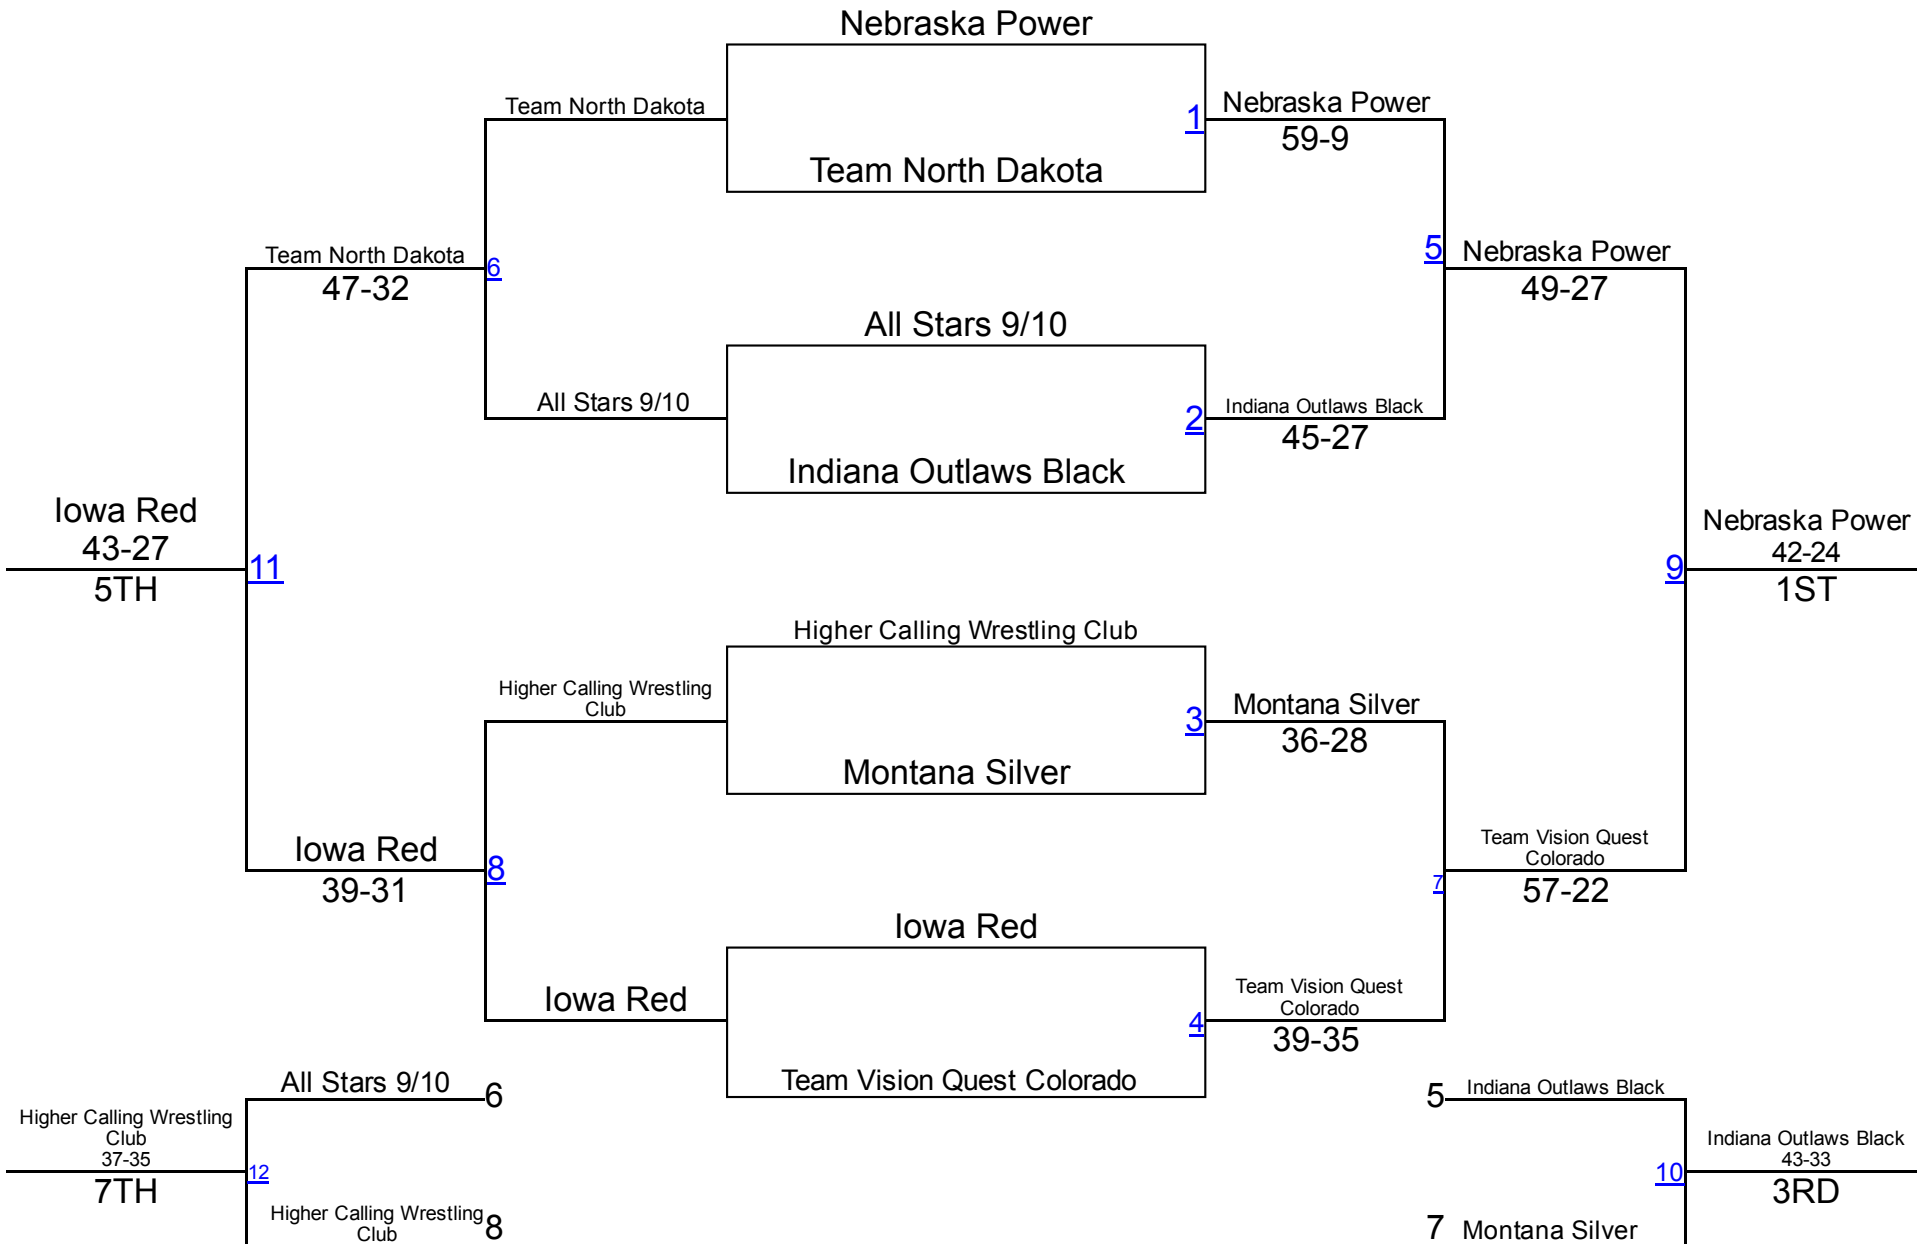 Nebraska Power
Team North Dakota
1
Nebraska Power
59-9
Team North Dakota
Team North Dakota
47-32
6
5
Nebraska Power
49-27
All Stars 9/10
All Stars 9/10
2
Indiana Outlaws Black
45-27
Indiana Outlaws Black
Iowa Red
43-27
5TH
11
9
Nebraska Power
42-24
1ST
Higher Calling Wrestling Club
Higher Calling Wrestling
Club
3
Montana Silver
36-28
Montana Silver
Iowa Red
39-31
8
7
Team Vision Quest
Colorado
57-22
Iowa Red
Iowa Red
4
Team Vision Quest
Colorado
39-35
Team Vision Quest Colorado
All Stars 9/10
6
5
Indiana Outlaws Black
Higher Calling Wrestling
Club
37-35
7TH
12
10
Indiana Outlaws Black
43-33
3RD
Higher Calling Wrestling
Club
8
7
Montana Silver